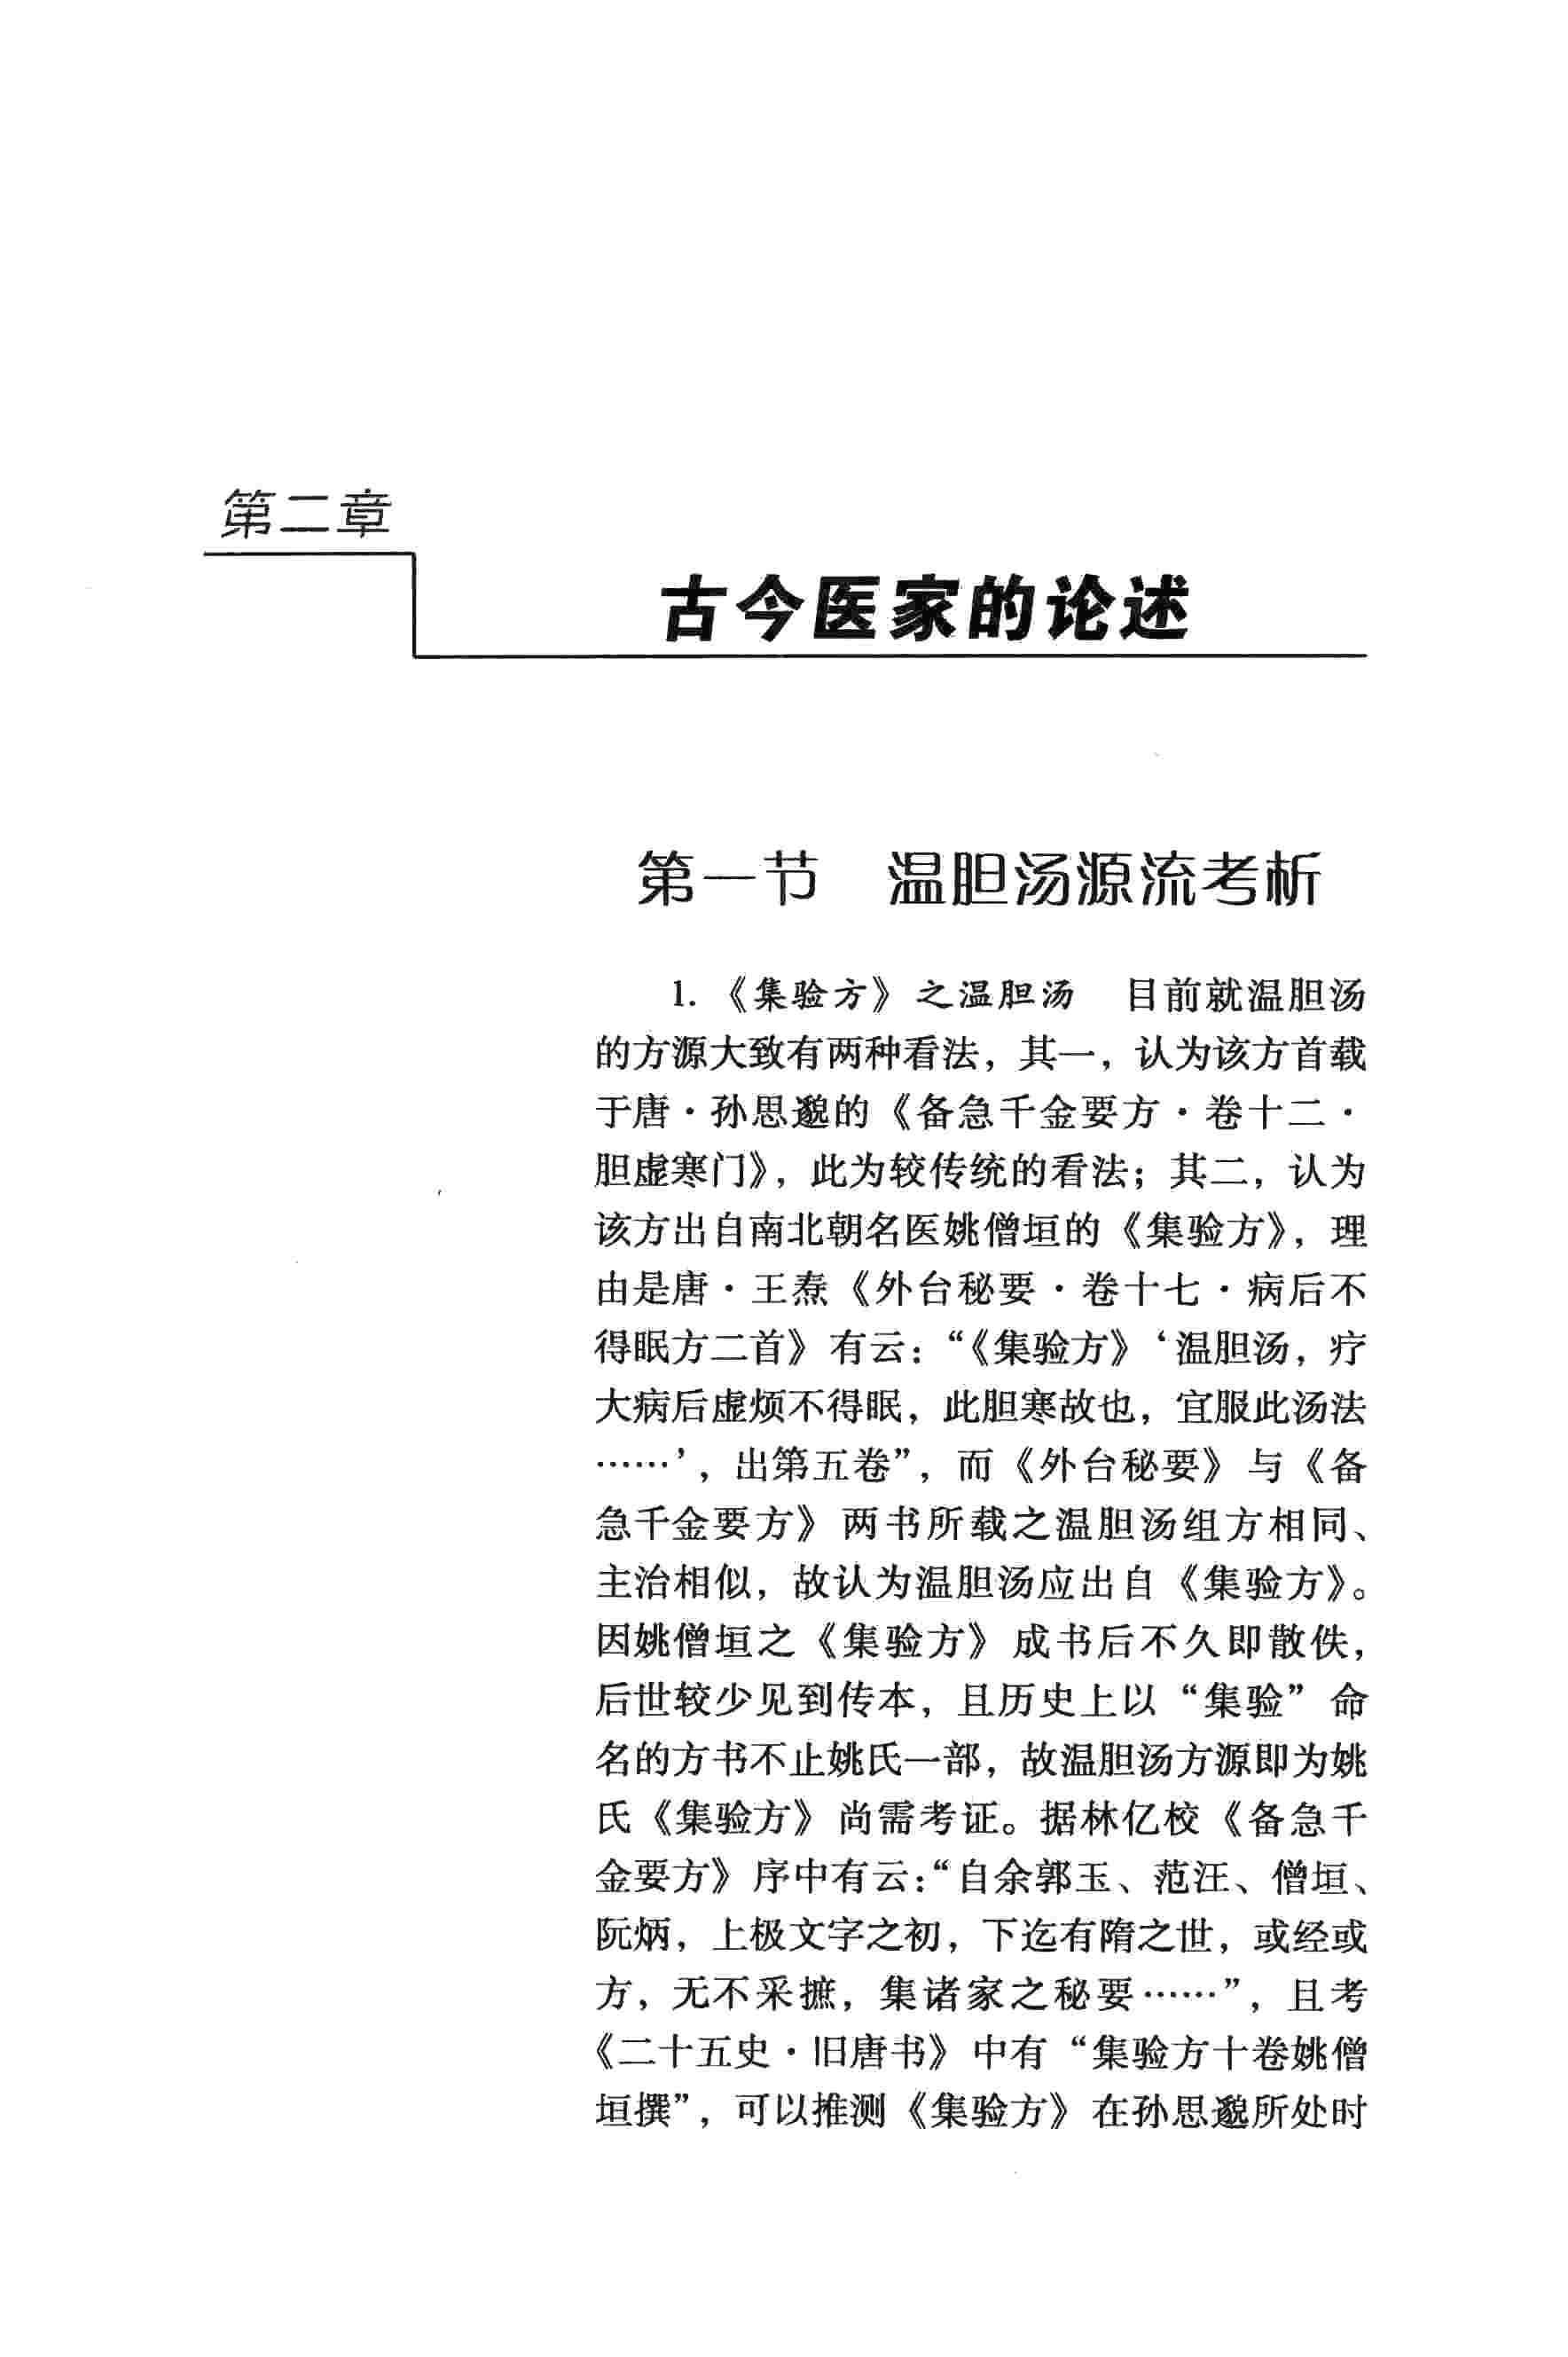 第二章
古今医家的论述
第一节　温胆汤源流考析
1. 《集验方》之温胆汤　目前就温胆汤
的方源大致有两种看法，其一，认为该方首载
于唐·孙思邈的《备急千金要方·卷十二·
胆虚寒门》，此为较传统的看法；其二，认为
该方出自南北朝名医姚僧垣的《集验方》，理
由是唐·王焘《外台秘要·卷十七·病后不
得眠方二首》有云：“《集验方》‘温胆汤，疗
大病后虚烦不得眠，此胆寒故也，宜服此汤法
……’，出第五卷”，而《外台秘要》与《备
急千金要方》两书所载之温胆汤组方相同、
主治相似，故认为温胆汤应出自《集验方》。
因姚僧垣之《集验方》成书后不久即散佚，
后世较少见到传本，且历史上以“集验”命
名的方书不止姚氏一部，故温胆汤方源即为姚
氏《集验方》尚需考证。据林亿校《备急千
金要方》序中有云：“自余郭玉、范汪、僧垣、
阮炳，上极文字之初，下迄有隋之世，或经或
方，无不采摭，集诸家之秘要……”，且考
《二十五史·旧唐书》中有“集验方十卷姚僧
垣撰”，可以推测《集验方》在孙思邈所处时